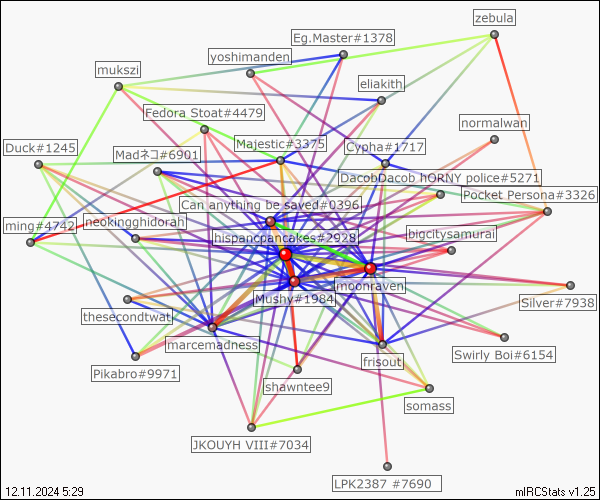 zebula
Eg.Master#1378
yoshimanden
mukszi
eliakith
Fedora Stoat#4479
normalwan
Majestic#3375
Cypha#1717
Duck#1245
Madネコ#6901
DacobDacob hORNY police#5271
Pocket Persona#3326
Can anything be saved#0396
ming#4742
neokingghidorah
hispancpancakes#2928
bigcitysamurai
moonraven
Mushy#1984
Silver#7938
thesecondtwat
marcemadness
Swirly Boi#6154
frisout
Pikabro#9971
shawntee9
somass
JKOUYH VIII#7034
LPK2387 #7690
12.11.2024 5:29
mIRCStats v1.25